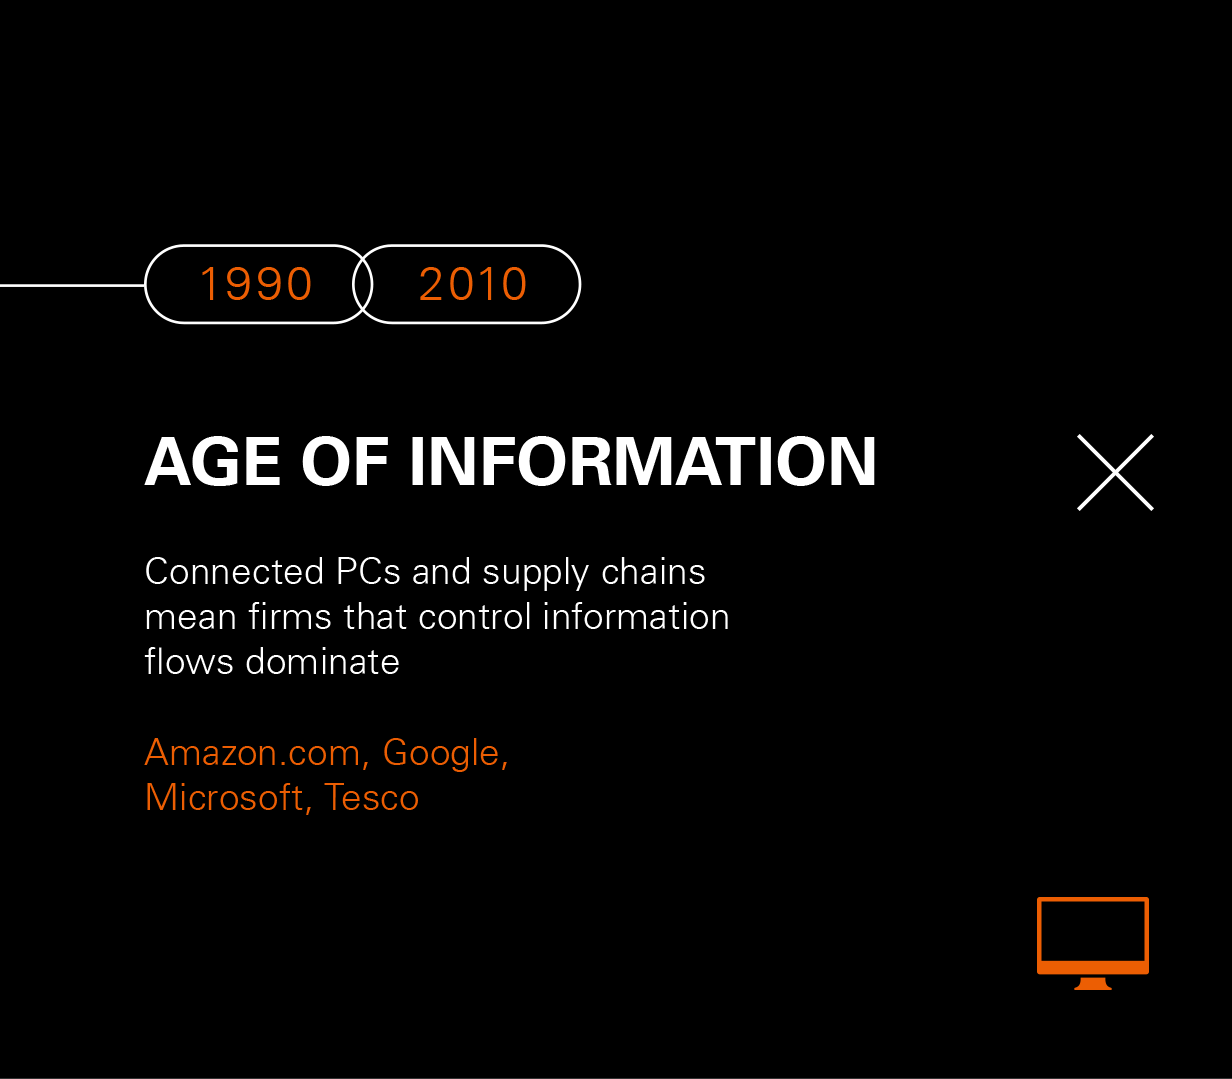 1990 2010
AGE OF INFORMATION
Connected PCs and supply chains
mean firms that control information
flows dominate
Amazon.com, Google,
Microsoft, Tesco